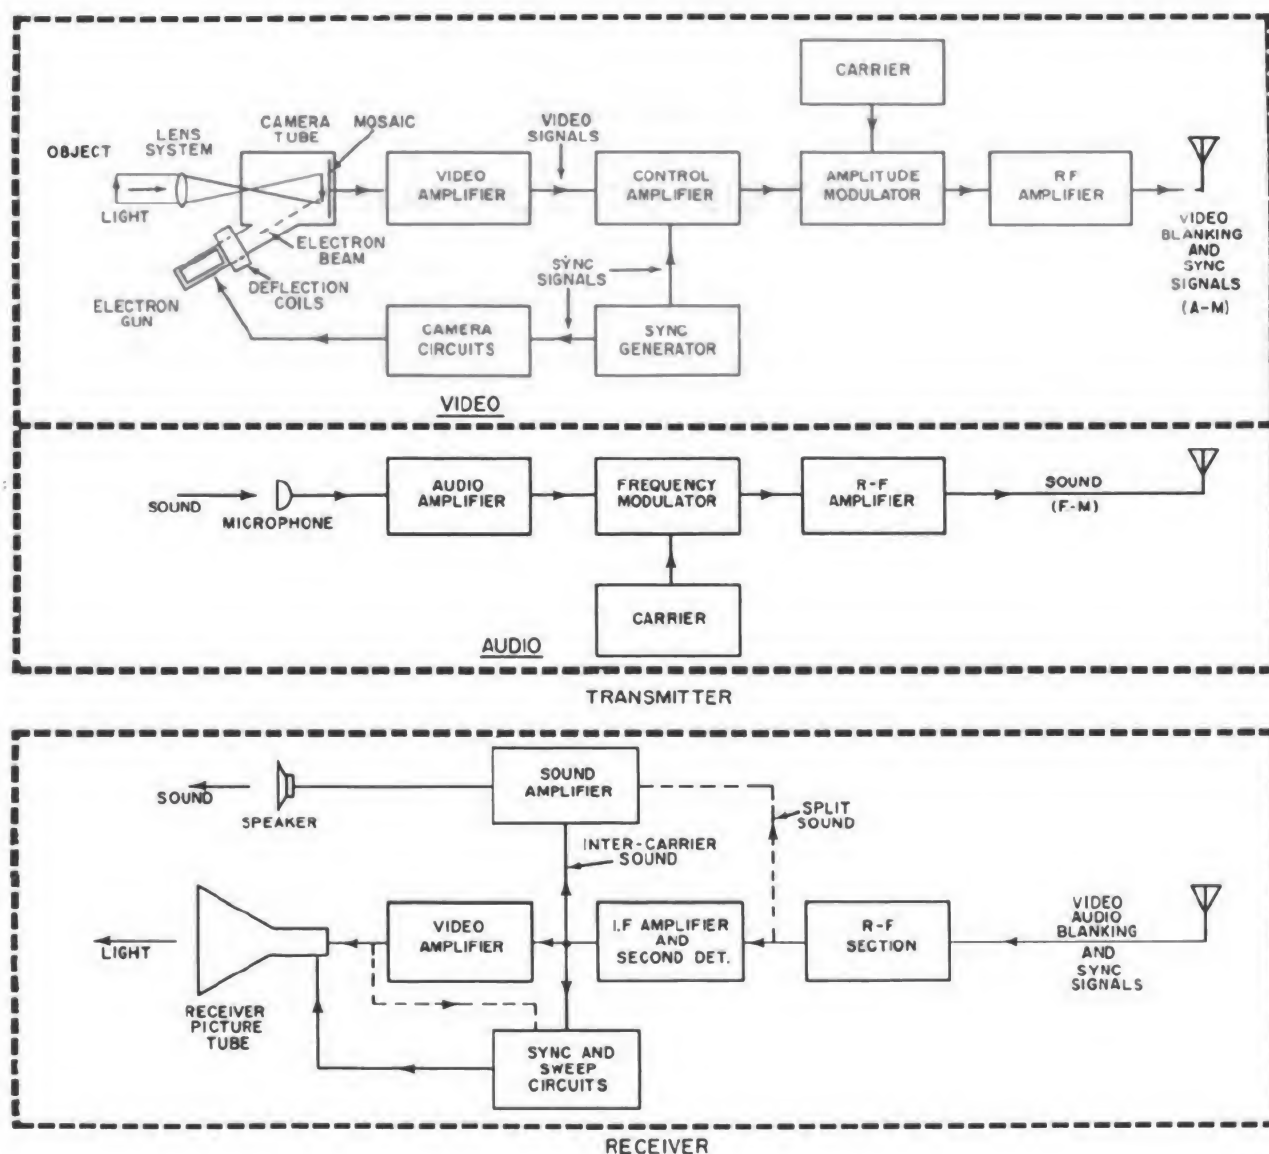 CARRIER
VIDEO
SIGNALS
CAMERA
TUBE
MOSAIC
LENS
SYSTEM
OBJECT
LIGHT
VIDEO
AMPLIFIER
CONTROL
AMPLIFIER
AMPLITUDE
MODULATOR
R F
AMPLIFIER
VIDEO
BLANKING
AND
SYNC
SIGNALS
(A-M)
ELECTRON
BEAM
DEFLECTION
COILS
ELECTRON
GUN
SYNC
SIGNALS
CAMERA
CIRCUITS
SYNC
GENERATOR
VIDEO
SOUND
MICROPHONE
AUDIO
AMPLIFIER
FREQUENCY
MODULATOR
R-F
AMPLIFIER
SOUND
(F-M)
CARRIER
AUDIO
TRANSMITTER
SOUND
SPEAKER
SOUND
AMPLIFIER
SPLIT
SOUND
INTER-CARRIER
SOUND
LIGHT
RECEIVER
PICTURE
TUBE
VIDEO
AMPLIFIER
I.F AMPLIFIER
AND
SECOND DET.
R-F
SECTION
VIDEO
AUDIO
BLANKING
AND
SYNC
SIGNALS
SYNC AND
SWEEP
CIRCUITS
RECEIVER